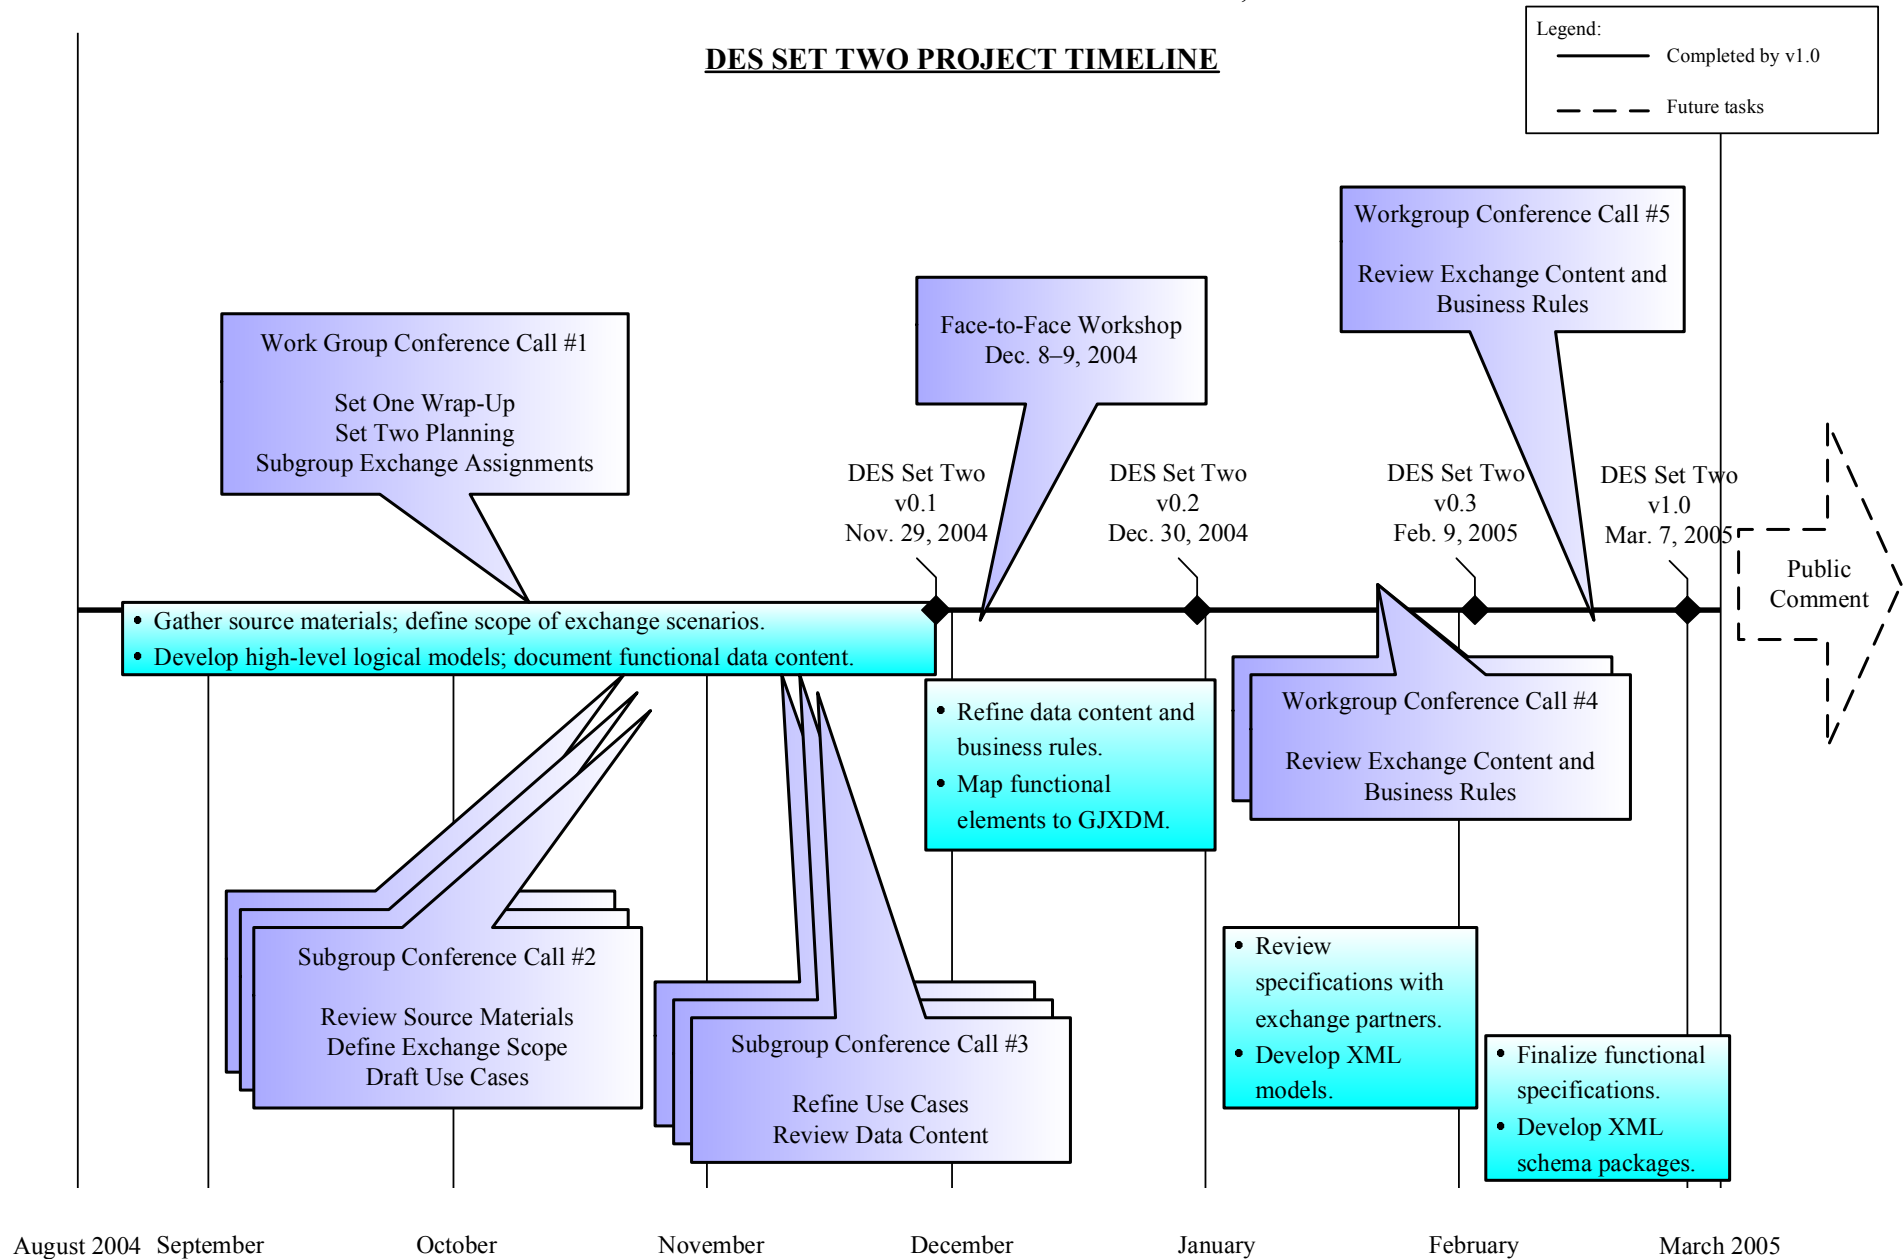 DES SET TWO PROJECT TIMELINE
Legend:
Completed by v1.0
Future tasks
Workgroup Conference Call #5
Review Exchange Content and
Business Rules
Face-to-Face Workshop
Dec. 8–9, 2004
Work Group Conference Call #1
Set One Wrap-Up
Set Two Planning
Subgroup Exchange Assignments
DES Set Two
v0.1
Nov. 29, 2004
DES Set Two
v0.2
Dec. 30, 2004
DES Set Two
v0.3
Feb. 9, 2005
DES Set Two
v1.0
Mar. 7, 2005
Public
Comment
• Gather source materials; define scope of exchange scenarios.
• Develop high-level logical models; document functional data content.
• Refine data content and
business rules.
• Map functional
elements to GJXDM.
Workgroup Conference Call #4
Review Exchange Content and
Business Rules
Subgroup Conference Call #2
Review Source Materials
Define Exchange Scope
Draft Use Cases
Subgroup Conference Call #3
Refine Use Cases
Review Data Content
• Review
specifications with
exchange partners.
• Develop XML
models.
• Finalize functional
specifications.
• Develop XML
schema packages.
August 2004 September October November December January February March 2005